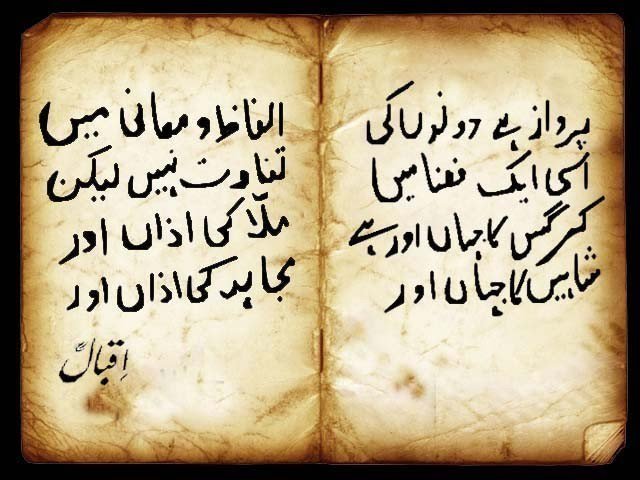 پرواز ہے دونوں کی
اسی ایک فضا میں
کرگس کا جہاں اور ہے
شاہیں کا جہاں اور
الفاظ و معانی میں
تفاوت نہیں لیکن
ملّا کی اذاں اور
مجاہد کی اذاں اور
اقبالؒ